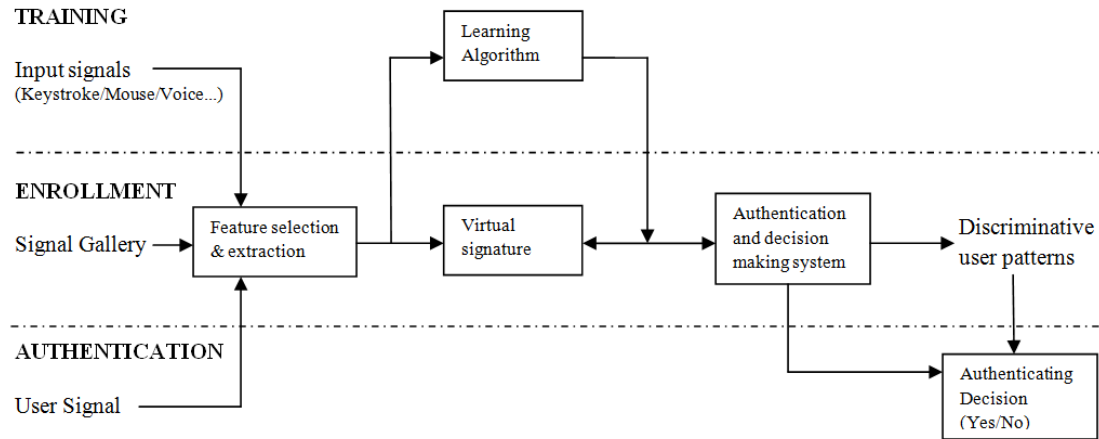 TRAINING
Input signals
(Keystroke/Mouse/Voice...)
Learning
Algorithm
ENROLLMENT
Signal Gallery
Feature selection
& extraction
Virtual
signature
Authentication
and decision
making system
Discriminative
user patterns
AUTHENTICATION
User Signal
Authenticating
Decision
(Yes/No)